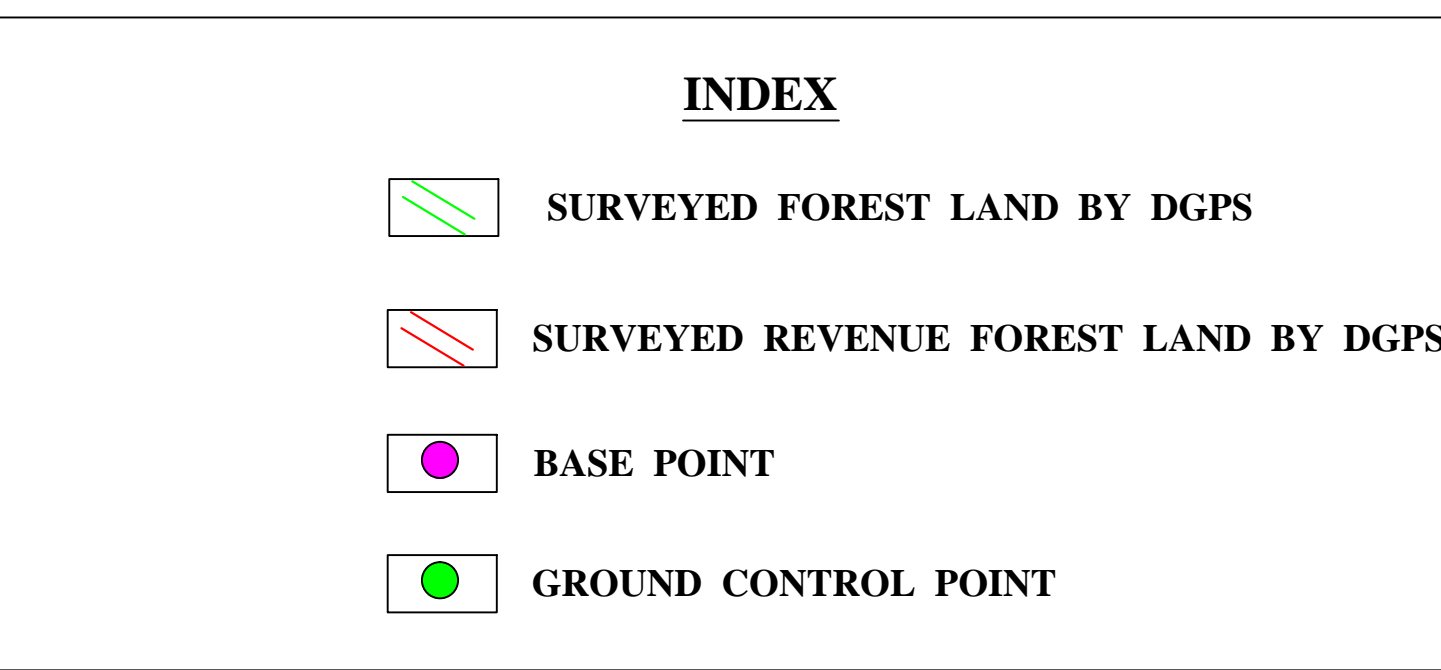 INDEX
SURVEYED FOREST LAND BY DGPS
SURVEYED REVENUE FOREST LAND BY DGPS
BASE POINT
GROUND CONTROL POINT